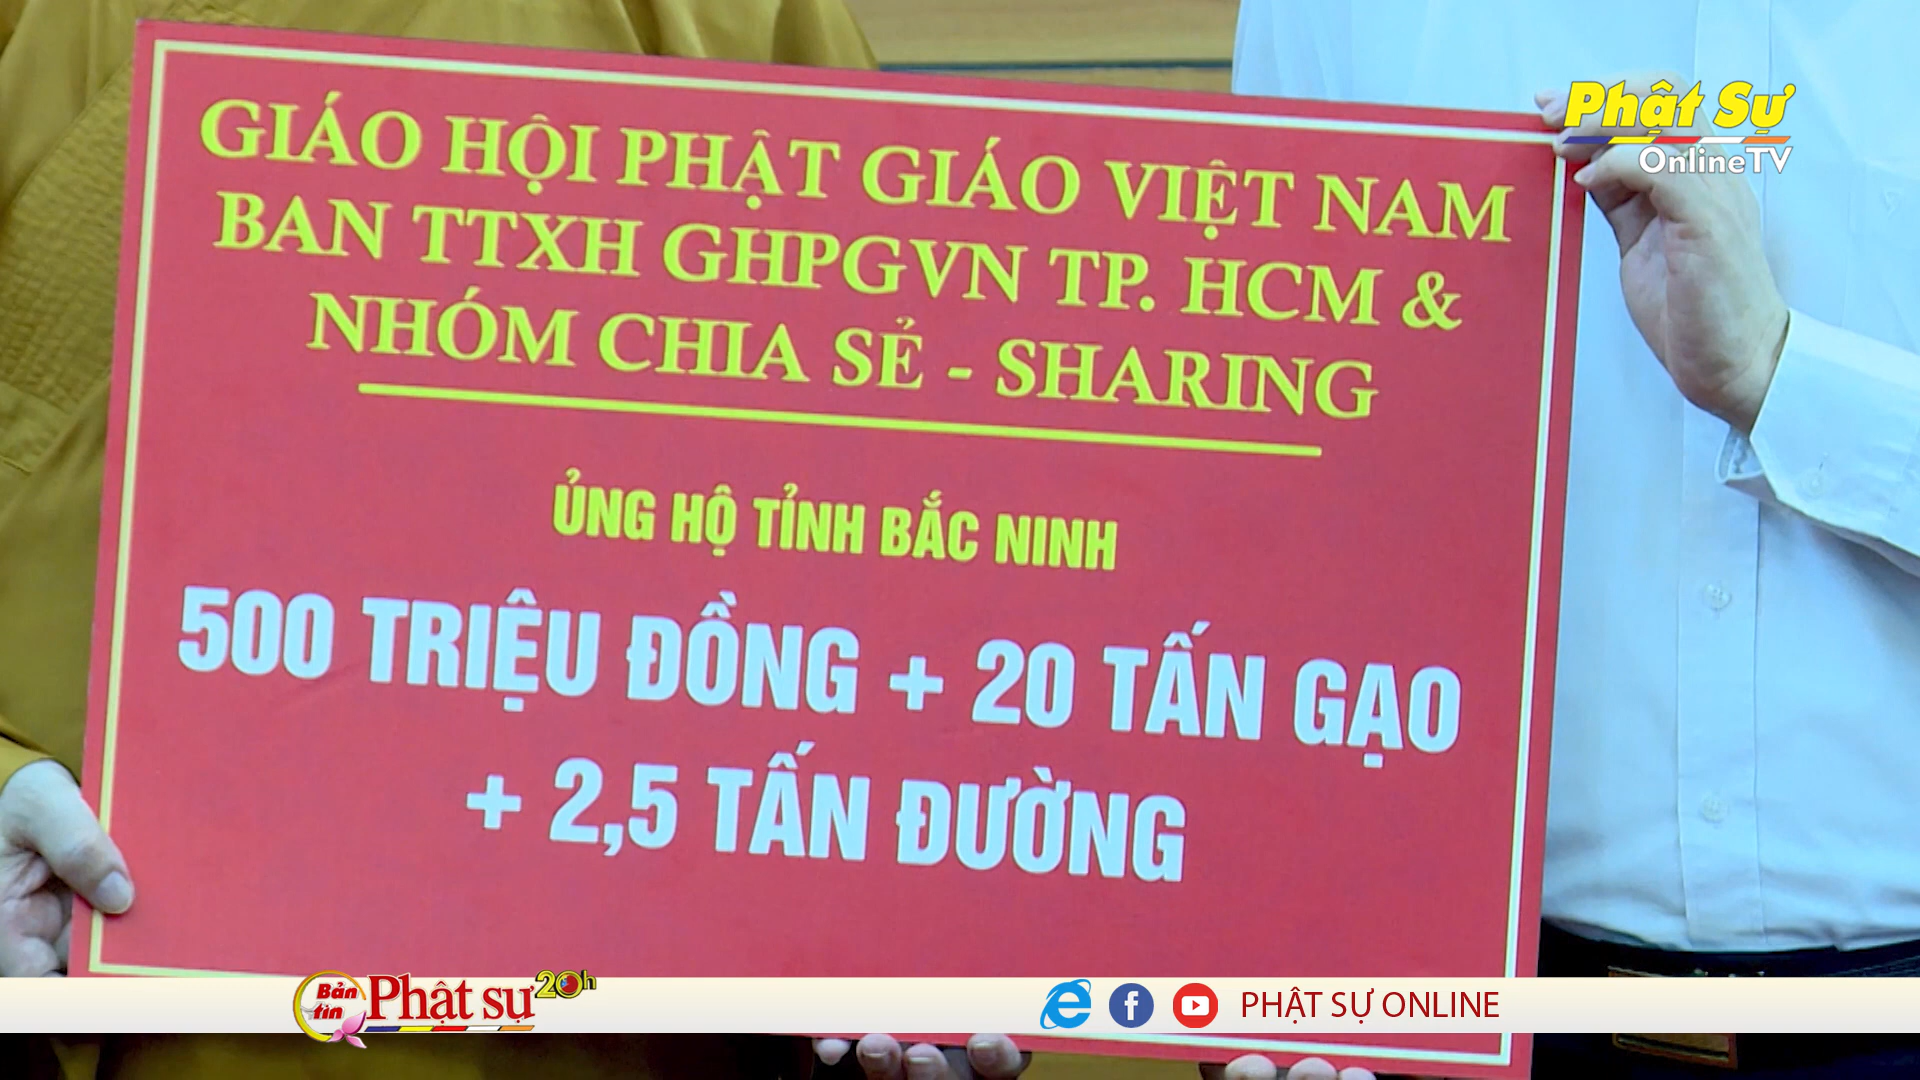 Phật Sự
OnlineTV
GIÁO HỘI PHẬT GIÁO VIỆT NAM
BAN TTXH GHPGVN TP. HCM &
NHÓM CHIA SẺ - SHARING
ỦNG HỘ TỈNH BẮC NINH
500 TRIỆU ĐỒNG + 20 TẤN GẠO
+ 2,5 TẤN ĐƯỜNG
Bản tin Phật sự 20h
PHẬT SỰ ONLINE